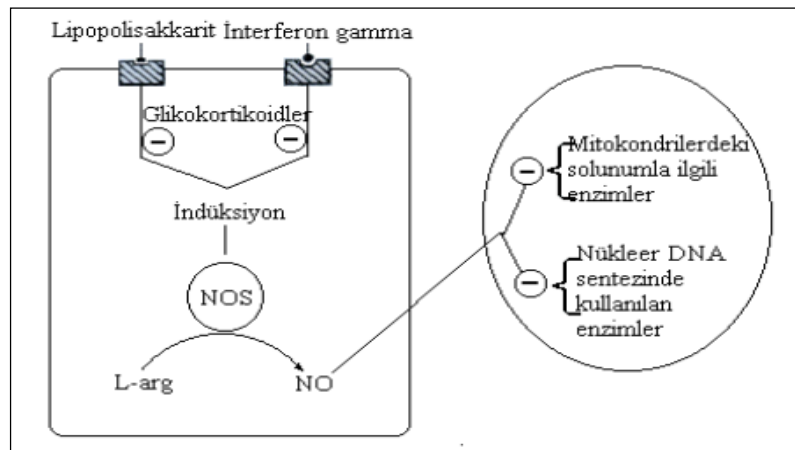 Lipopolisakkarit İnterferon gamma
Glikokortikoidler
− −
İndüksiyon
NOS
L-arg NO
−
Mitokondrilerdeki
solunumla ilgili
enzimler
−
Nükleer DNA
sentezinde
kullanılan
enzimler